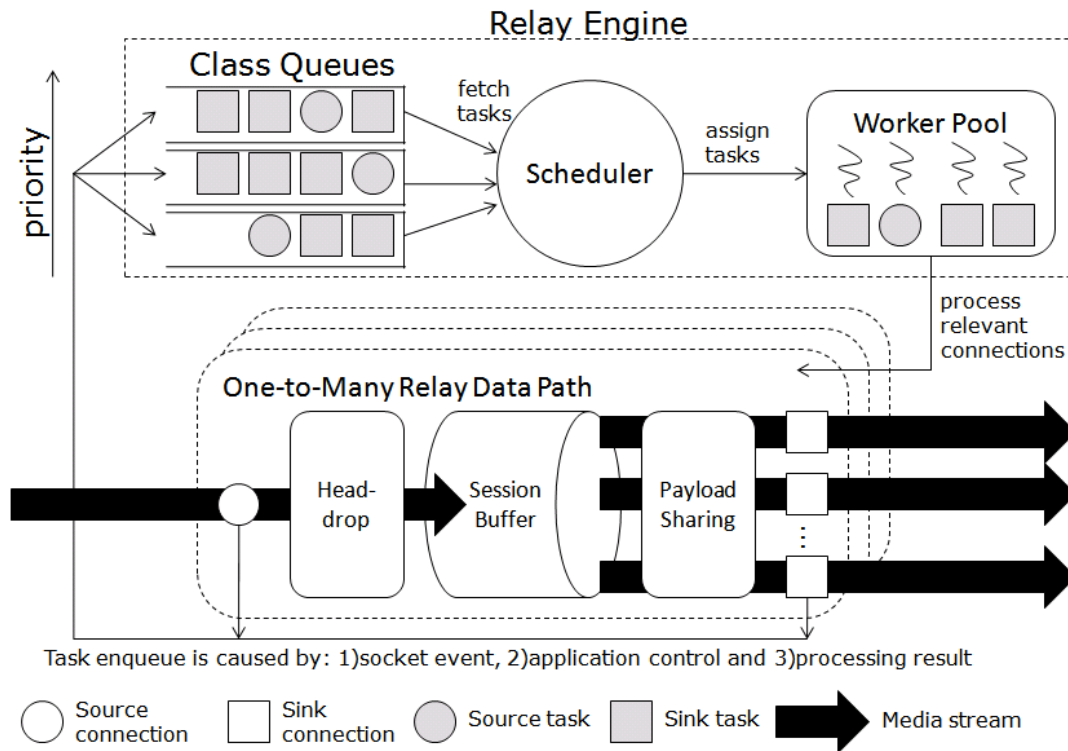 Relay Engine
Class Queues
priority
fetch
tasks
Scheduler
assign
tasks
Worker Pool
process
relevant
connections
One-to-Many Relay Data Path
Head-
drop
Session
Buffer
Payload
Sharing
...
Task enqueue is caused by: 1)socket event, 2)application control and 3)processing result
Source
connection
Sink
connection
Source task
Sink task
Media stream